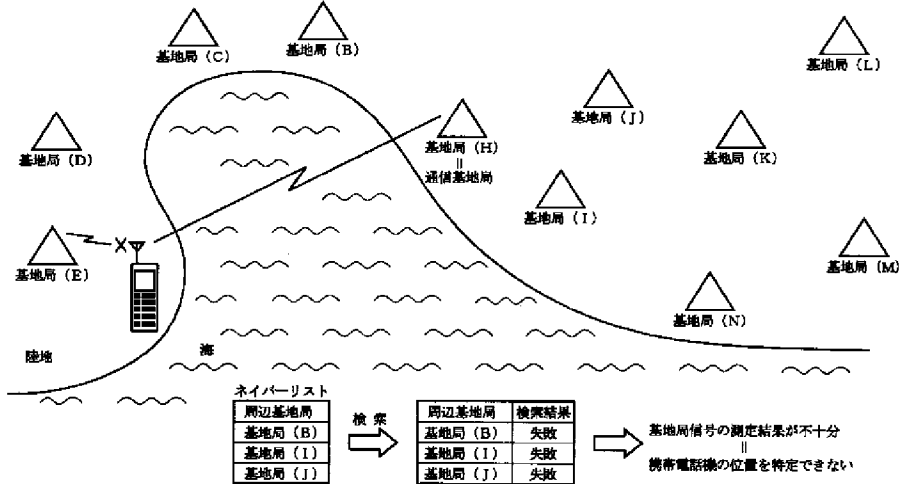 基地局(C)
基地局(B)
基地局(L)
基地局(J)
基地局(D)
基地局(H)
||
通信基地局
基地局(K)
基地局(I)
基地局(E)
基地局(M)
基地局(N)
陸地
海
ネイバーリスト
周辺基地局
基地局(B)
基地局(I)
基地局(J)
検索
周辺基地局 検索結果
基地局(B) 失敗
基地局(I) 失敗
基地局(J) 失敗
基地局信号の測定結果が不十分
||
携帯電話機の位置を特定できない